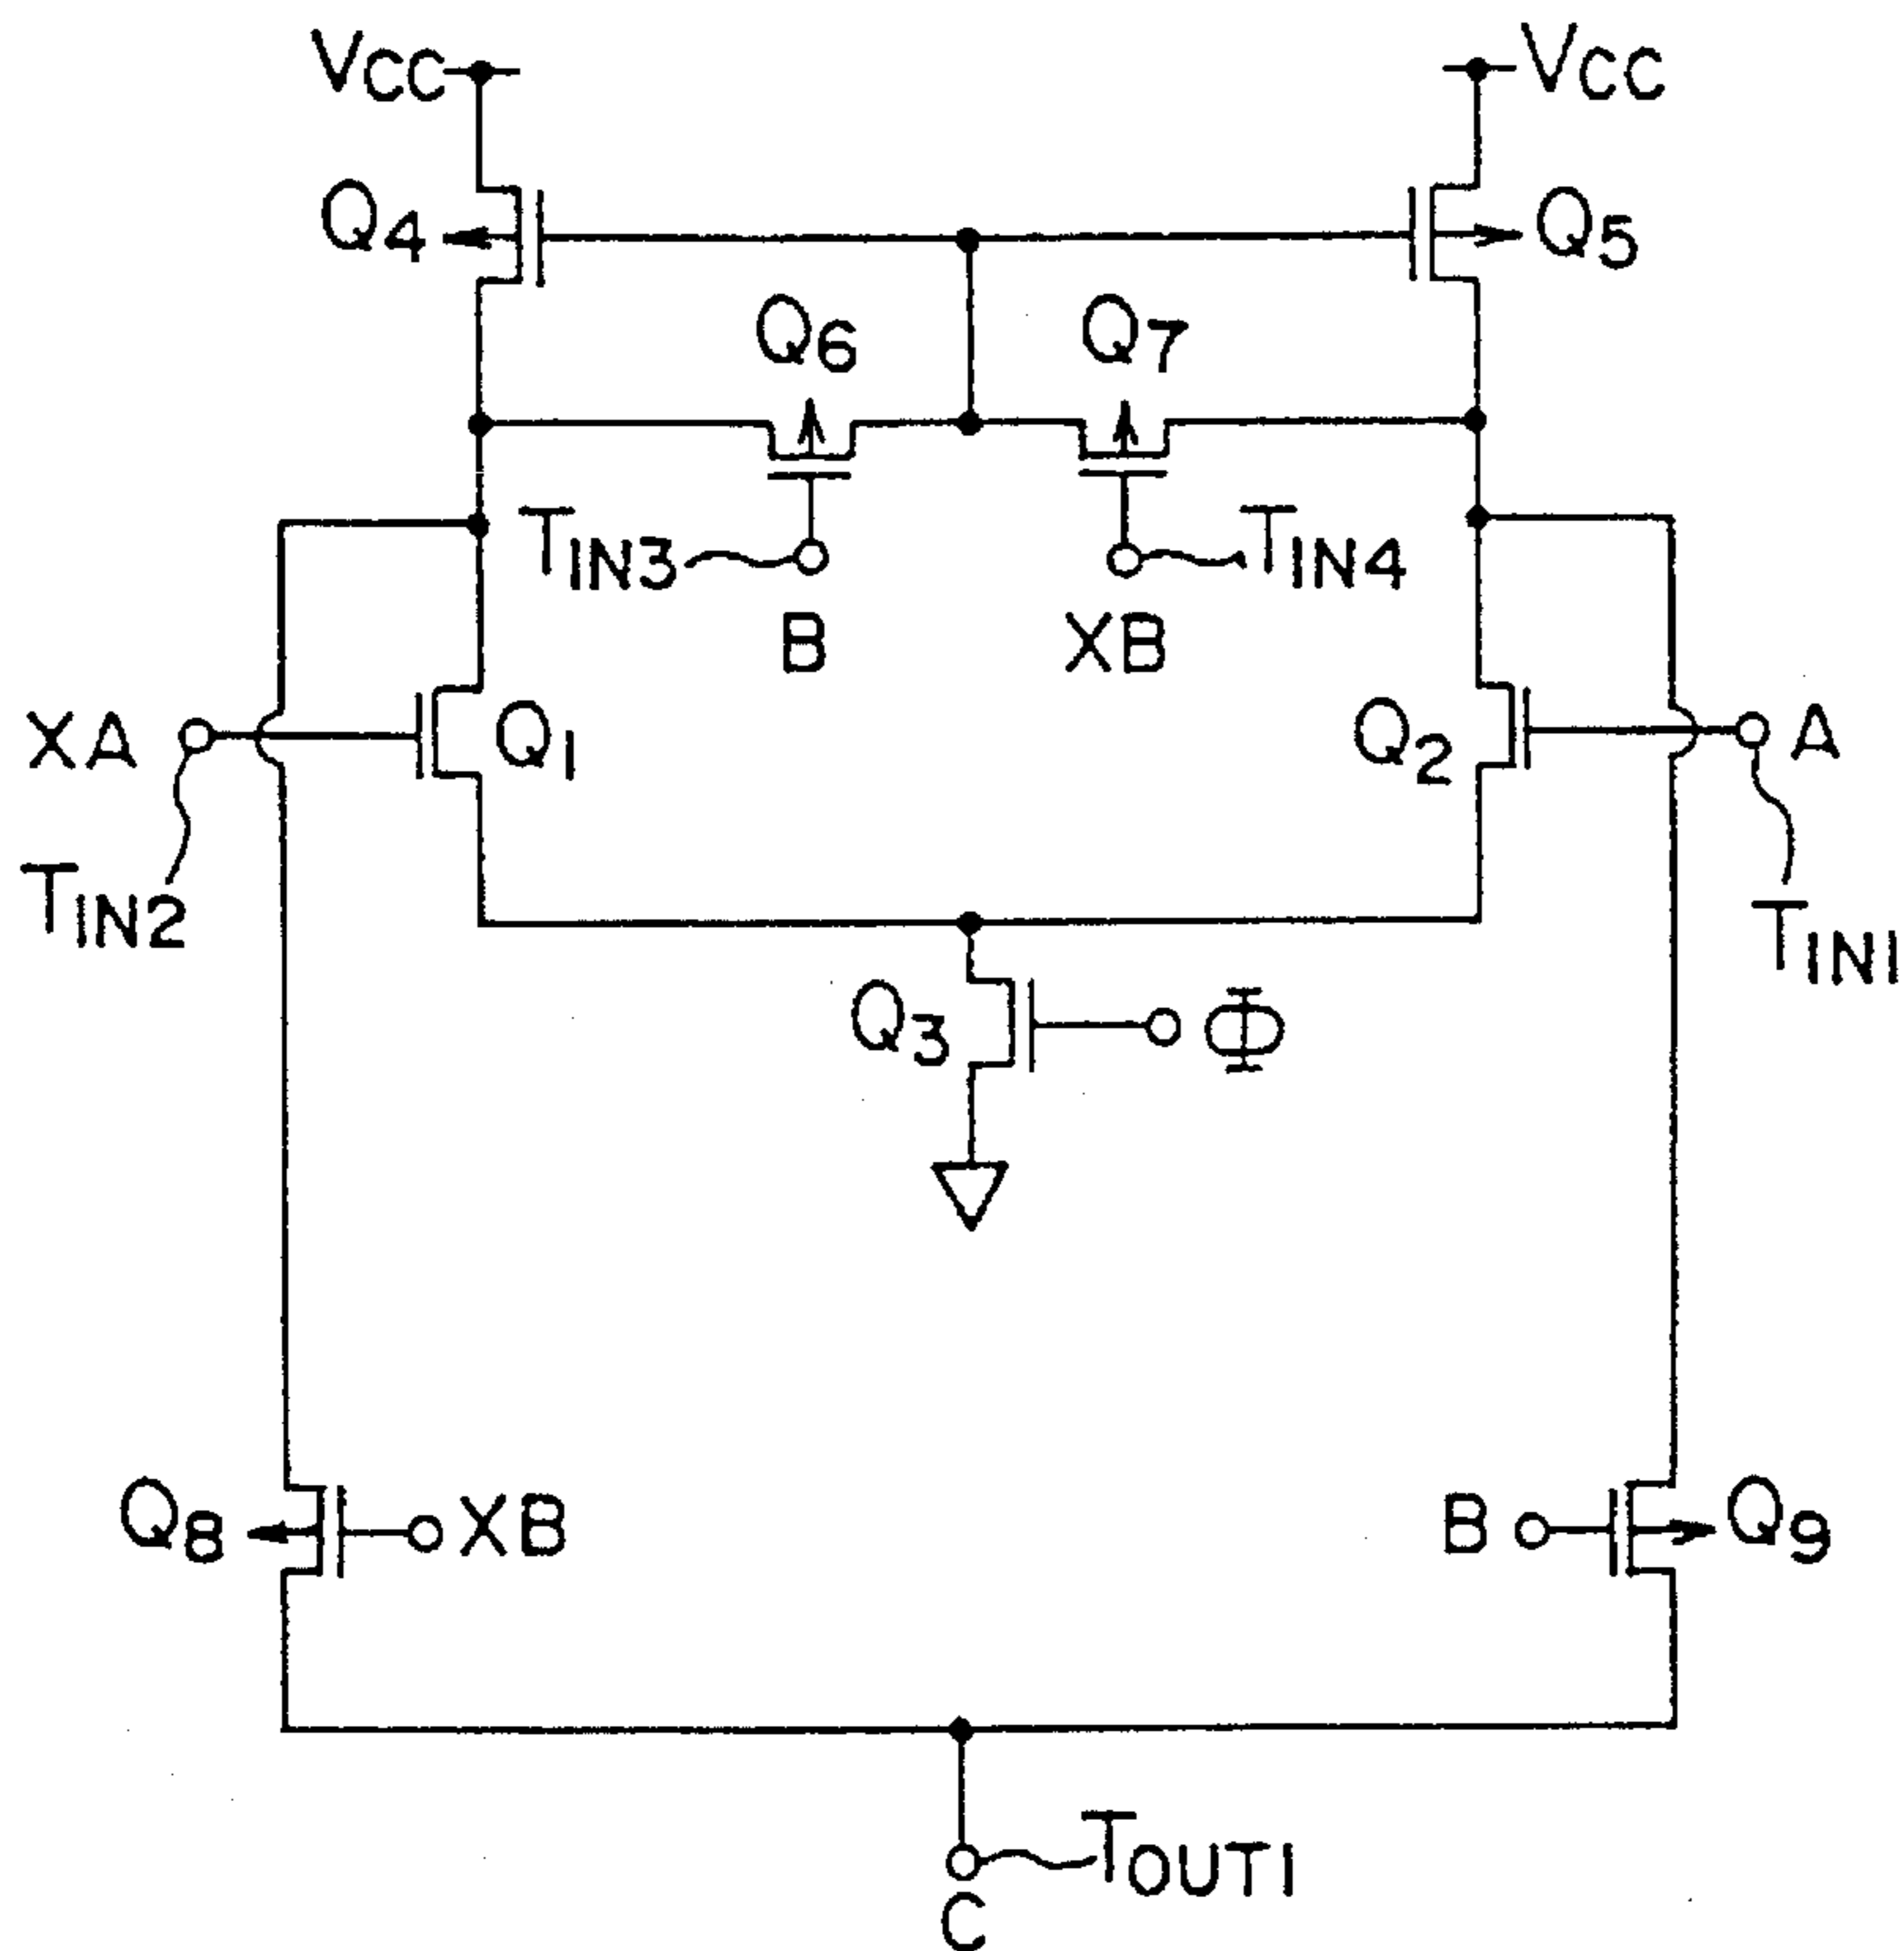 VCC
VCC
Q4
Q5
Q6
Q7
TIN3
TIN4
B
XB
XA
Q1
Q2
A
TIN2
TIN1
Q3
Φ
Q8
XB
B
Q9
TOUT1
C